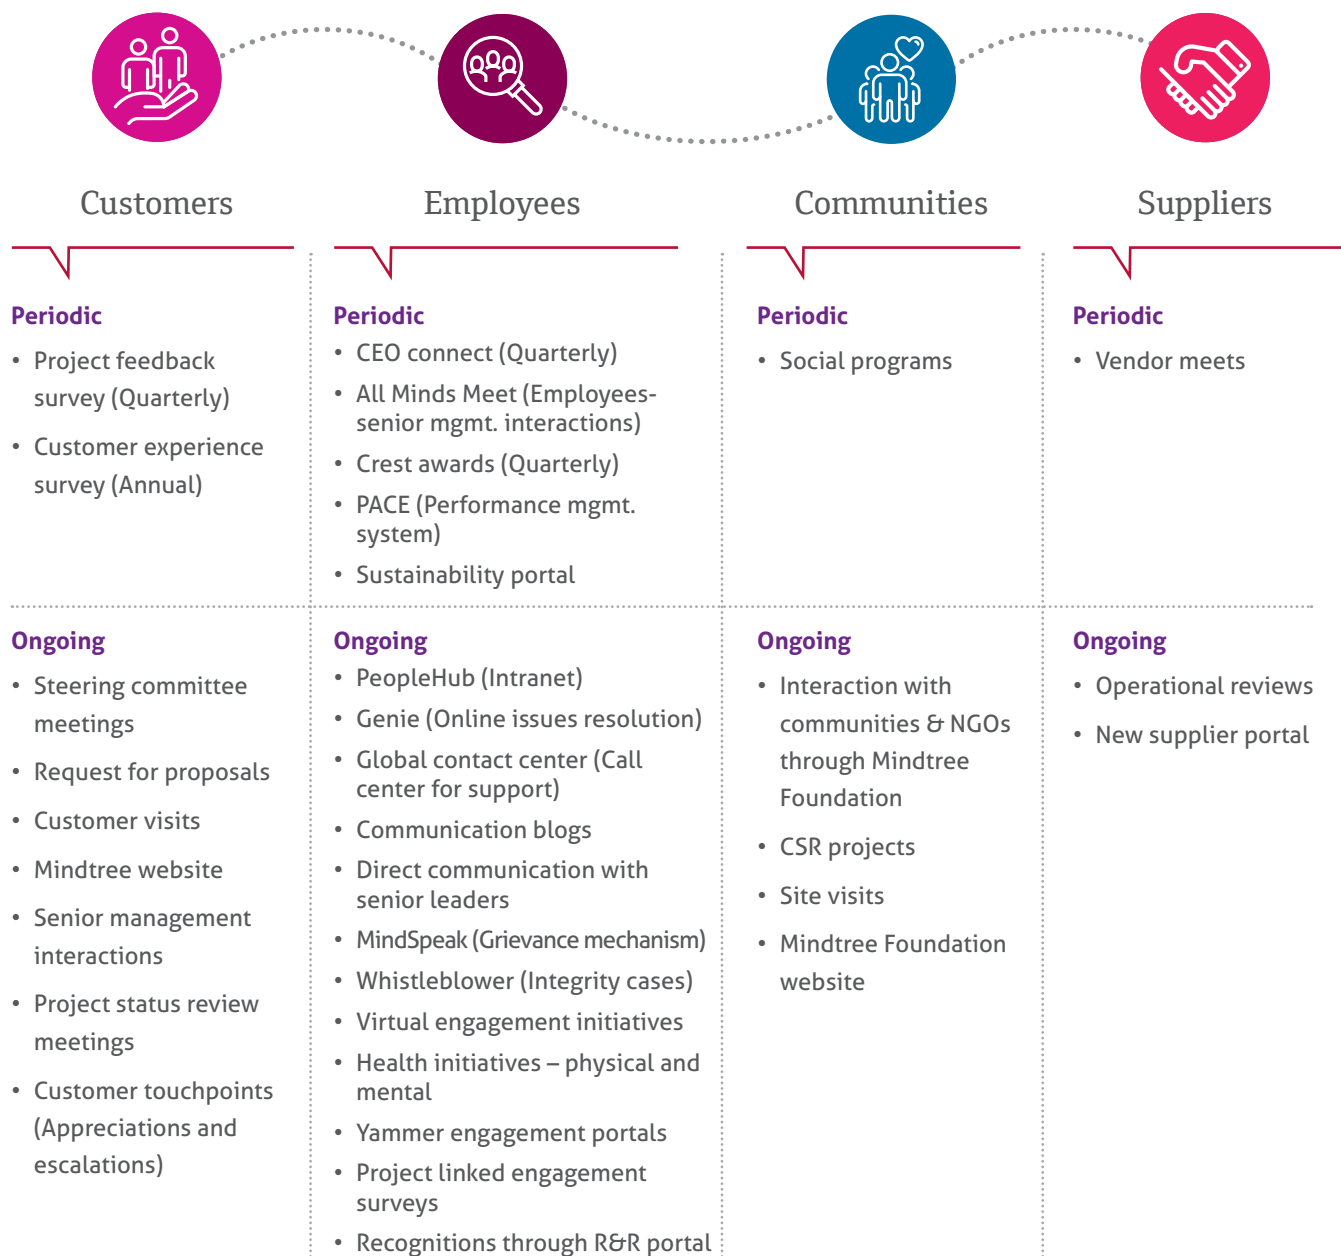 Customers
Employees
Communities
Suppliers
Periodic
• Project feedback
survey (Quarterly)
• Customer experience
survey (Annual)
Periodic
• CEO connect (Quarterly)
• All Minds Meet (Employees-
senior mgmt. interactions)
• Crest awards (Quarterly)
• PACE (Performance mgmt.
system)
• Sustainability portal
Periodic
• Social programs
Periodic
• Vendor meets
Ongoing
• Steering committee
meetings
• Request for proposals
• Customer visits
• Mindtree website
• Senior management
interactions
• Project status review
meetings
• Customer touchpoints
(Appreciations and
escalations)
Ongoing
• PeopleHub (Intranet)
• Genie (Online issues resolution)
• Global contact center (Call
center for support)
• Communication blogs
• Direct communication with
senior leaders
• MindSpeak (Grievance mechanism)
• Whistleblower (Integrity cases)
• Virtual engagement initiatives
• Health initiatives – physical and
mental
• Yammer engagement portals
• Project linked engagement
surveys
• Recognitions through R&R portal
Ongoing
• Interaction with
communities & NGOs
through Mindtree
Foundation
• CSR projects
• Site visits
• Mindtree Foundation
website
Ongoing
• Operational reviews
• New supplier portal